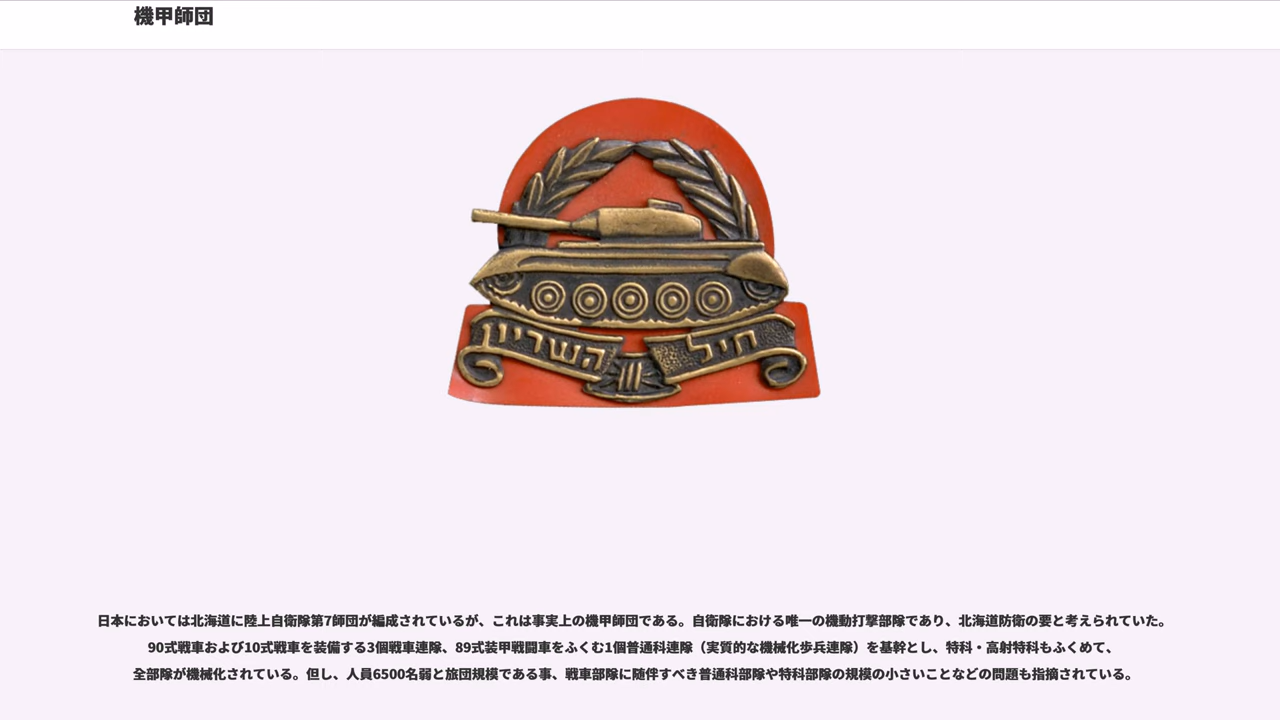 機甲師団
חיל השריון
日本においては北海道に陸上自衛隊第7師団が編成されているが、これは事実上の機甲師団である。自衛隊における唯一の機動打撃部隊であり、北海道防衛の要と考えられていた。
90式戦車および10式戦車を装備する3個戦車連隊、89式装甲戦闘車をふくむ1個普通科連隊（実質的な機械化歩兵連隊）を基幹とし、特科・高射特科もふくめて、
全部隊が機械化されている。但し、人員6500名弱と旅団規模である事、戦車部隊に随伴すべき普通科部隊や特科部隊の規模の小さいことなどの問題も指摘されている。